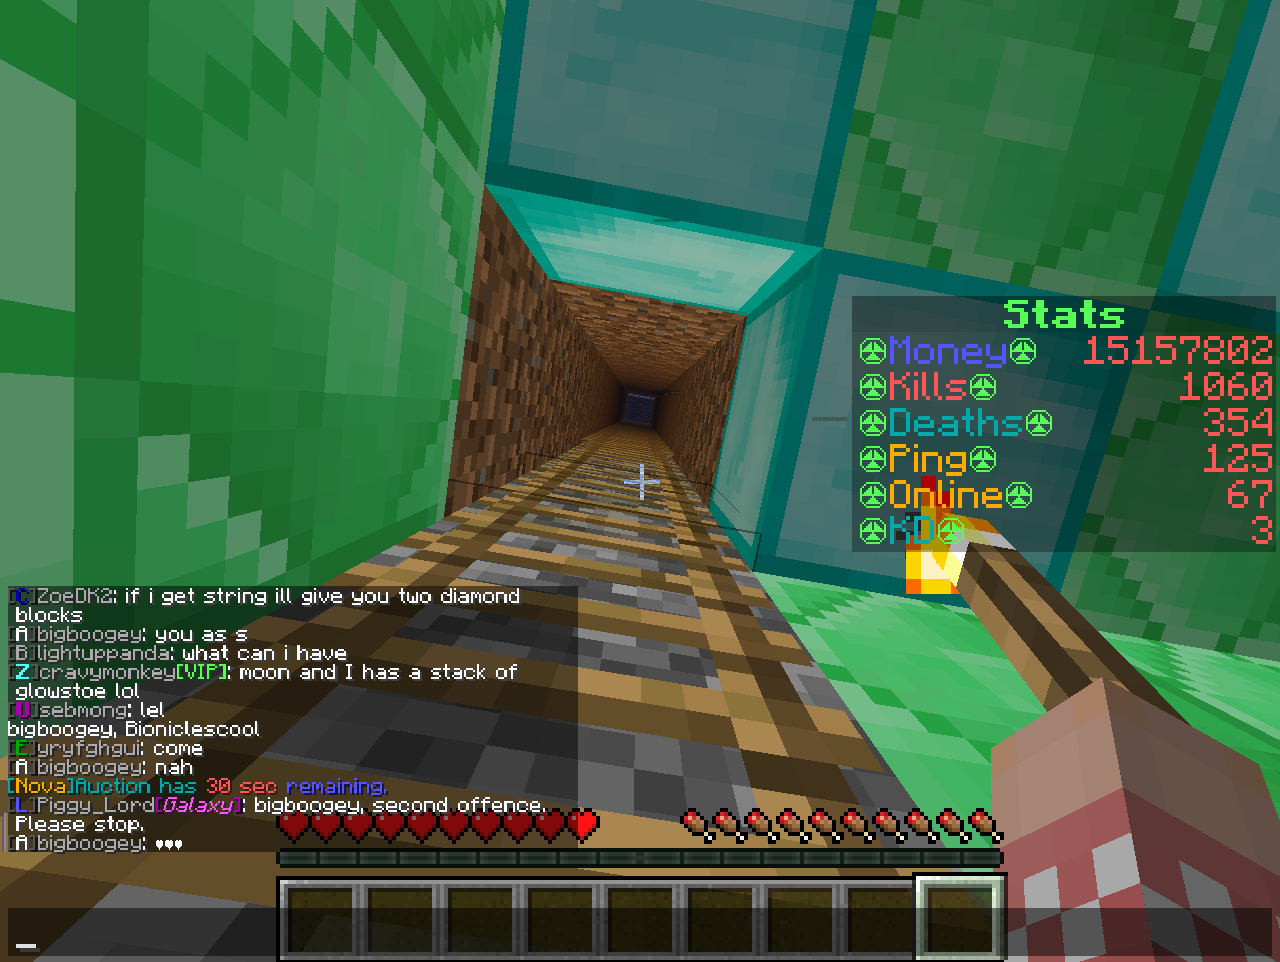 Stats
Money 15157802
Kills 1060
Deaths 354
Ping 125
Online 67
KD 3
[C]ZoeDK2: if i get string ill give you two diamond
blocks
[A]bigboogey: you as s
[B]lightuppanda: what can i have
[Z]cravymonkey[VIP]: moon and I has a stack of
glowstoe lol
[U]sebmong: lel
bigboogey, Bioniclescool
[E]yryfghgui: come
[A]bigboogey: nah
[Nova]Auction has 30 sec remaining.
[L]Piggy_Lord[Galaxy]: bigboogey, second offence.
Please stop.
[A]bigboogey: ♥♥♥
_